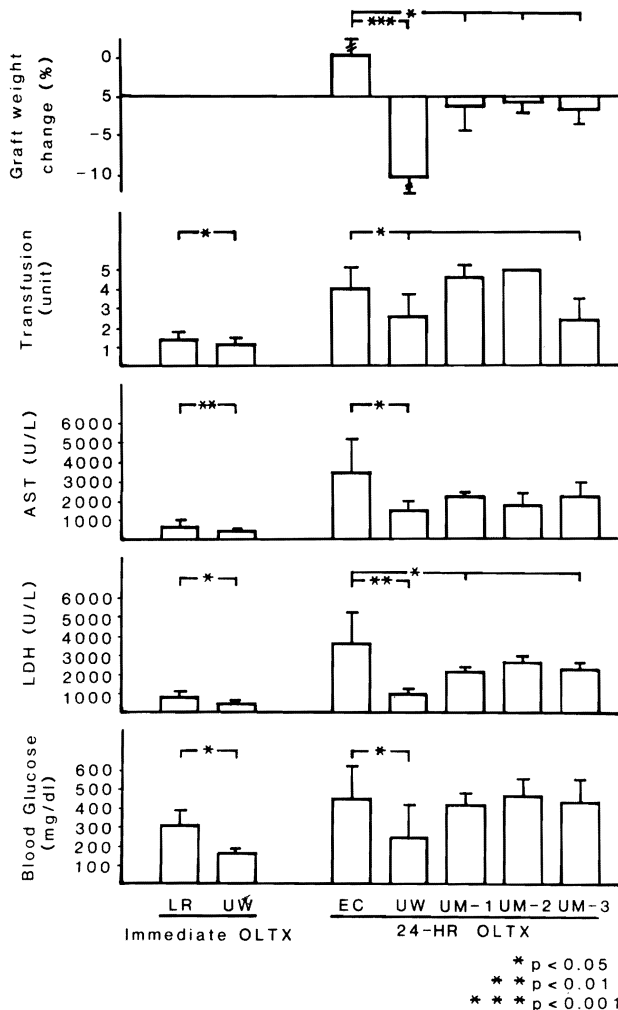 *
***
Graft weight
change (%)
0
5
-5
-10
*
*
Transfusion
(unit)
5
4
3
2
1
**
*
AST (U/L)
6000
5000
4000
3000
2000
1000
*
*
**
LDH (U/L)
6000
5000
4000
3000
2000
1000
*
*
Blood Glucose
(mg/dl)
600
500
400
300
200
100
LR UW EC UW UM-1 UM-2 UM-3
Immediate OLTX 24-HR OLTX
* p<0.05
** p<0.01
*** p<0.001